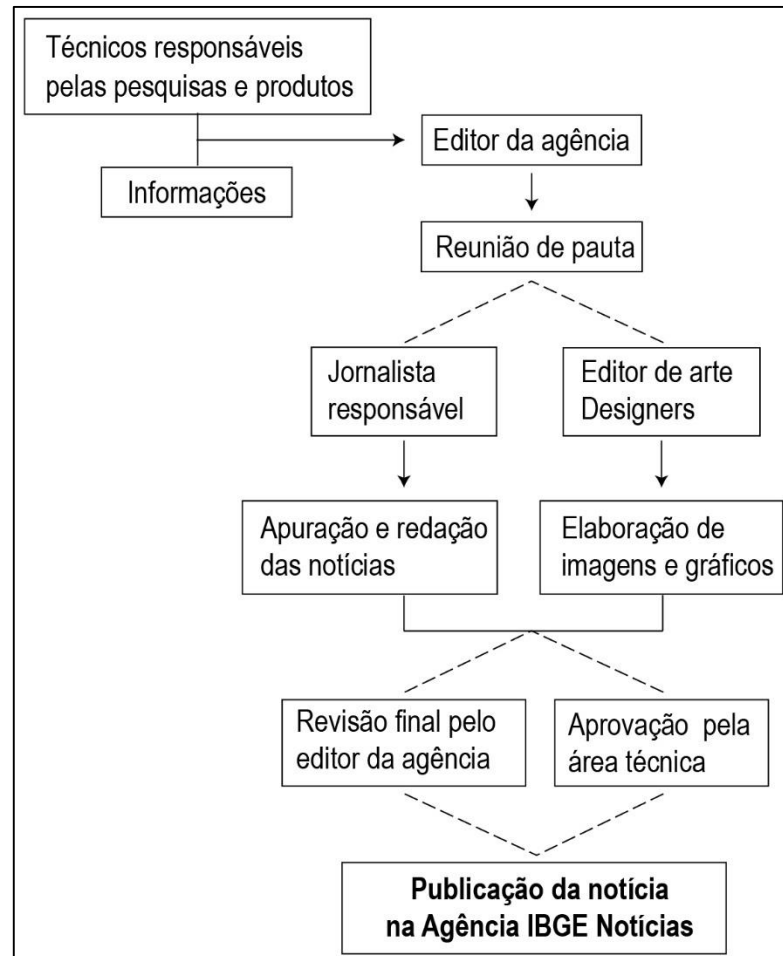 Técnicos responsáveis
pelas pesquisas e produtos
Editor da agência
Informações
Reunião de pauta
Jornalista
responsável
Editor de arte
Designers
Apuração e redação
das notícias
Elaboração de
imagens e gráficos
Revisão final pelo
editor da agência
Aprovação pela
área técnica
Publicação da notícia
na Agência IBGE Notícias